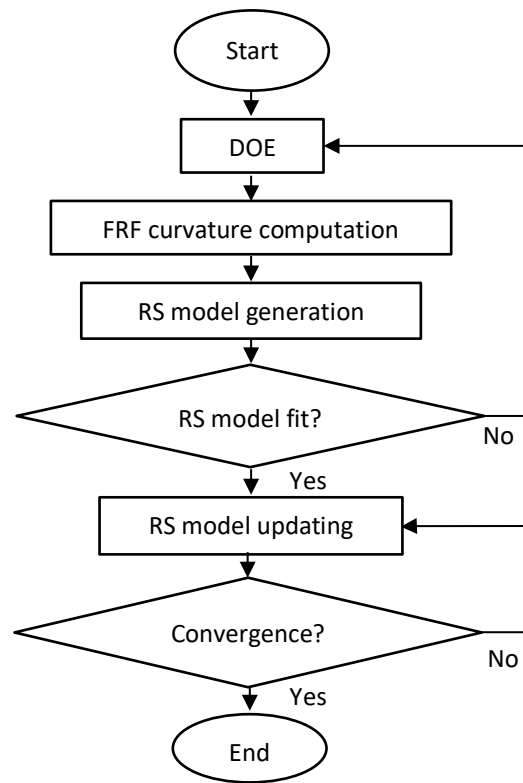 Start
DOE
FRF curvature computation
RS model generation
RS model fit?
No
Yes
RS model updating
Convergence?
No
Yes
End